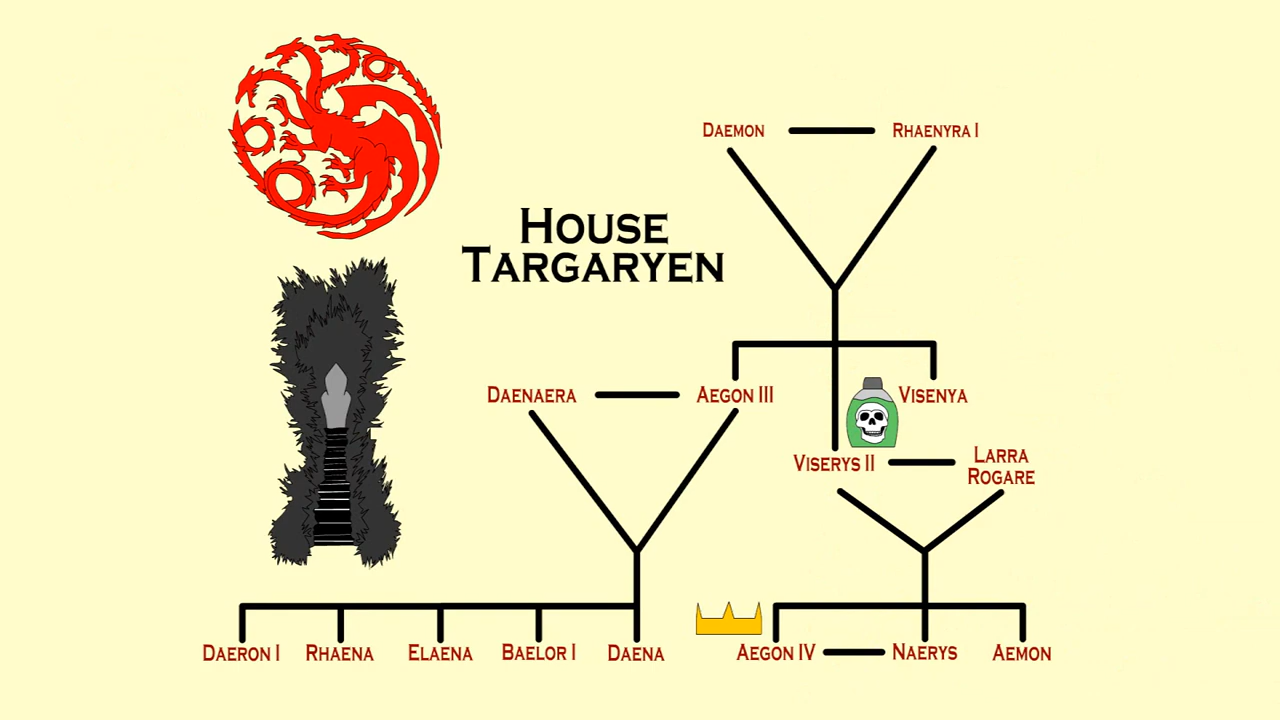 Daemon
Rhaenyra I
House
Targaryen
Daenaera
Aegon III
Visenya
Viserys II
Larra
Rogare
Daeron I
Rhaena
Elaena
Baelor I
Daena
Aegon IV
Naerys
Aemon